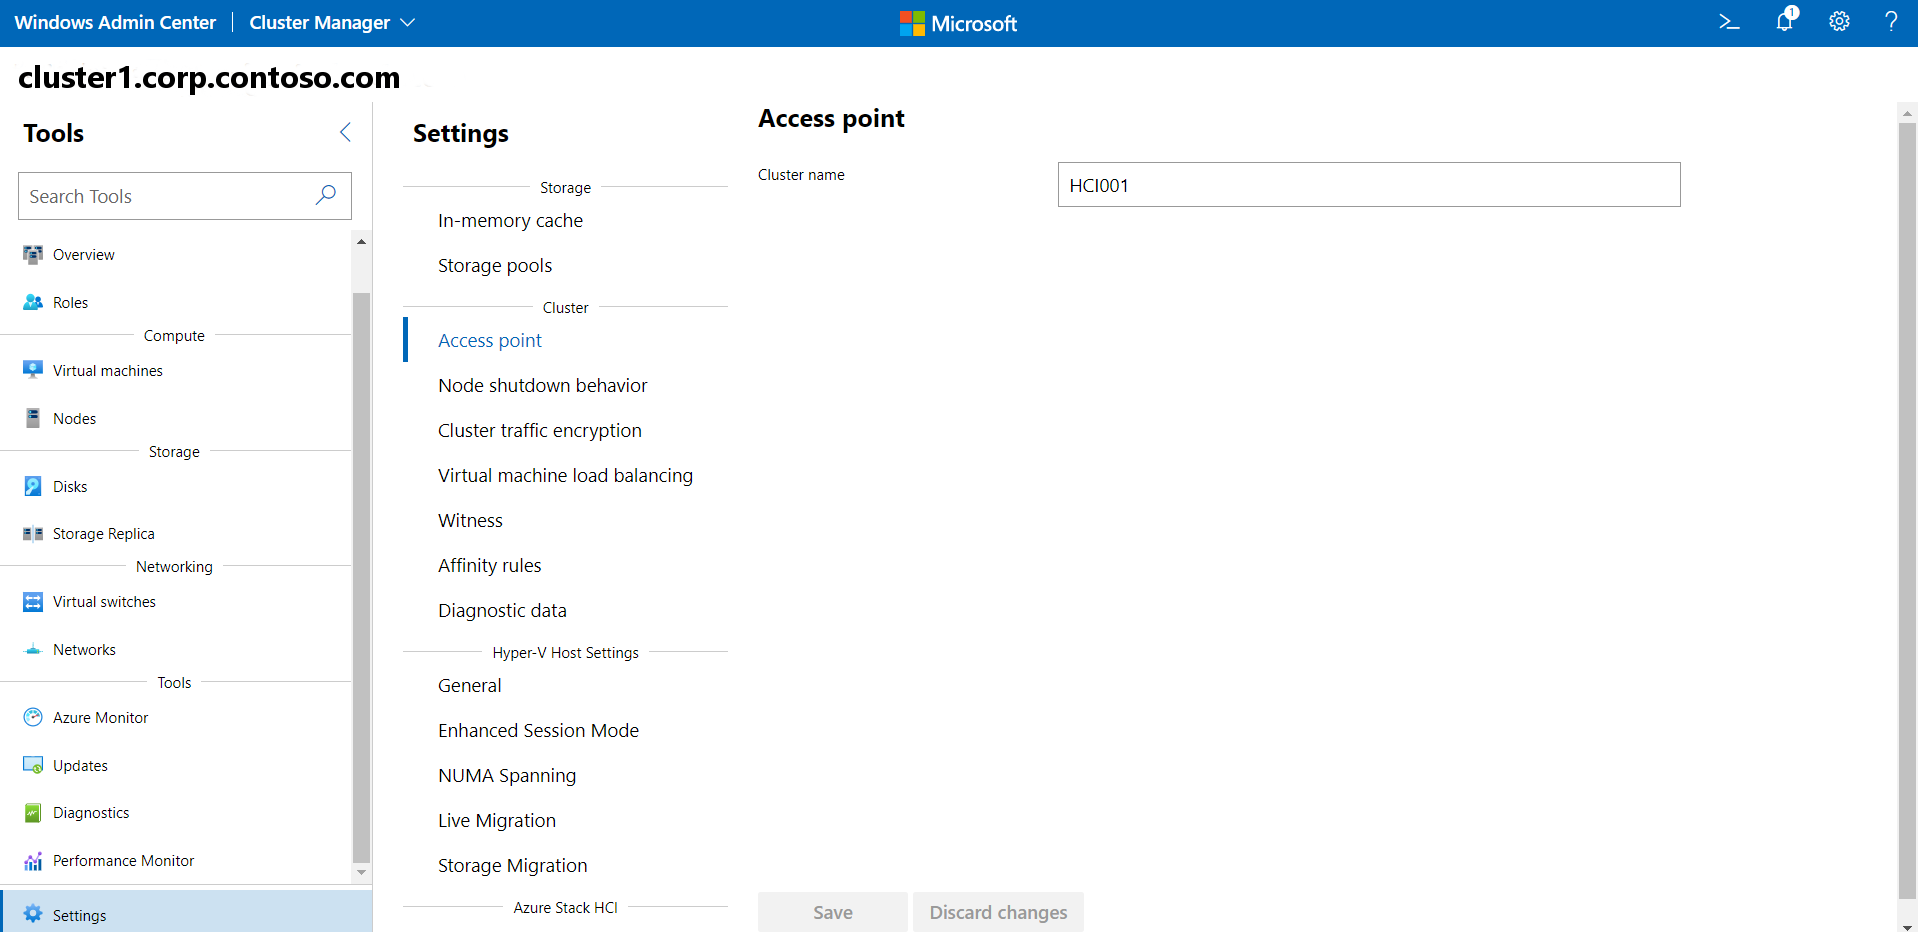 Windows Admin Center | Cluster Manager
Microsoft
1
cluster1.corp.contoso.com
Tools
Search Tools
Overview
Roles
Compute
Virtual machines
Nodes
Storage
Disks
Storage Replica
Networking
Virtual switches
Networks
Tools
Azure Monitor
Updates
Diagnostics
Performance Monitor
Settings
Settings
Storage
In-memory cache
Storage pools
Cluster
Access point
Node shutdown behavior
Cluster traffic encryption
Virtual machine load balancing
Witness
Affinity rules
Diagnostic data
Hyper-V Host Settings
General
Enhanced Session Mode
NUMA Spanning
Live Migration
Storage Migration
Azure Stack HCI
Access point
Cluster name
HCI001
Save
Discard changes